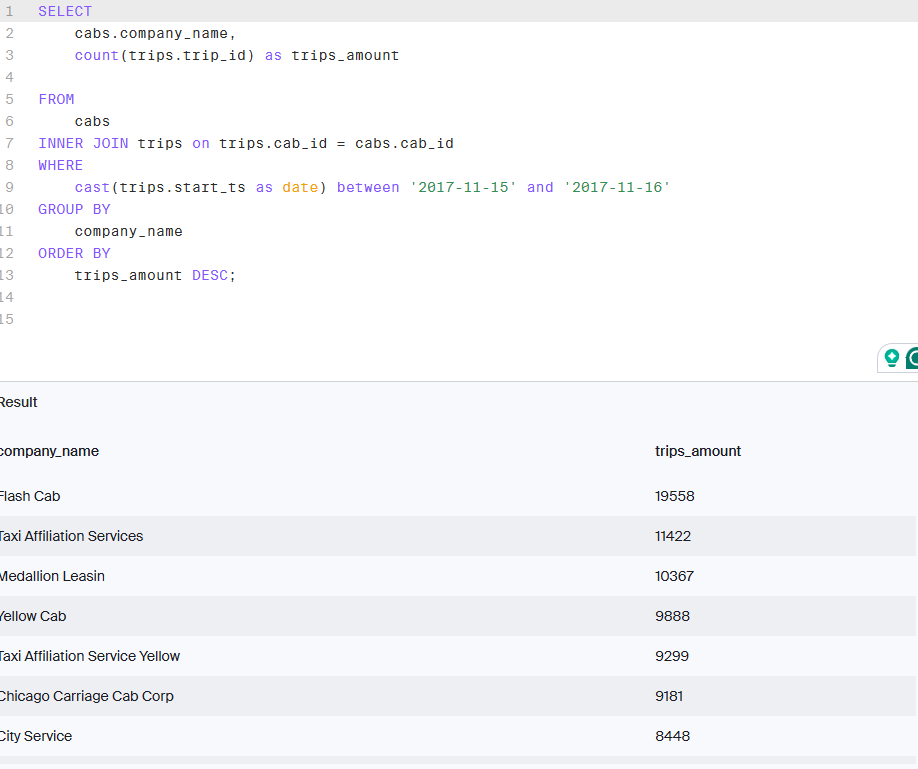 1 SELECT
2 cabs.company_name,
3 count(trips.trip_id) as trips_amount
4
5 FROM
6 cabs
7 INNER JOIN trips on trips.cab_id = cabs.cab_id
8 WHERE
9 cast(trips.start_ts as date) between '2017-11-15' and '2017-11-16'
10 GROUP BY
11 company_name
12 ORDER BY
13 trips_amount DESC;
14
15
Result
company_name trips_amount
Flash Cab 19558
Taxi Affiliation Services 11422
Medallion Leasin 10367
Yellow Cab 9888
Taxi Affiliation Service Yellow 9299
Chicago Carriage Cab Corp 9181
City Service 8448